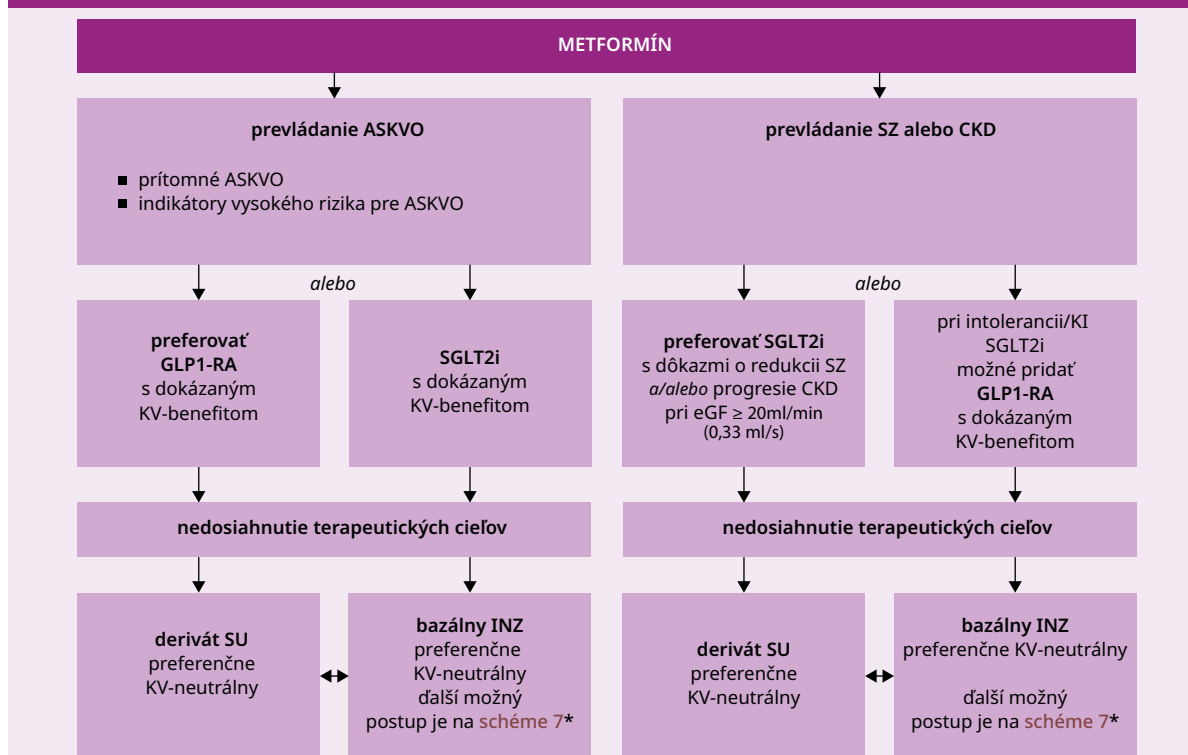 METFORMÍN
prevládanie ASKVO
■ prítomné ASKVO
■ indikátory vysokého rizika pre ASKVO
prevládanie SZ alebo CKD
alebo
preferovať
GLP1-RA
s dokázaným
KV-benefitom
SGLT2i
s dokázaným
KV-benefitom
alebo
preferovať SGLT2i
s dôkazmi o redukcii SZ
a/alebo progresie CKD
pri eGF ≥ 20ml/min
(0,33 ml/s)
pri intolerancii/KI
SGLT2i
možné pridať
GLP1-RA
s dokázaným
KV-benefitom
nedosiahnutie terapeutických cieľov
nedosiahnutie terapeutických cieľov
derivát SU
preferenčne
KV-neutrálny
bazálny INZ
preferenčne
KV-neutrálny
ďalší možný
postup je na schéme 7*
derivát SU
preferenčne
KV-neutrálny
bazálny INZ
preferenčne KV-neutrálny
ďalší možný
postup je na schéme 7*